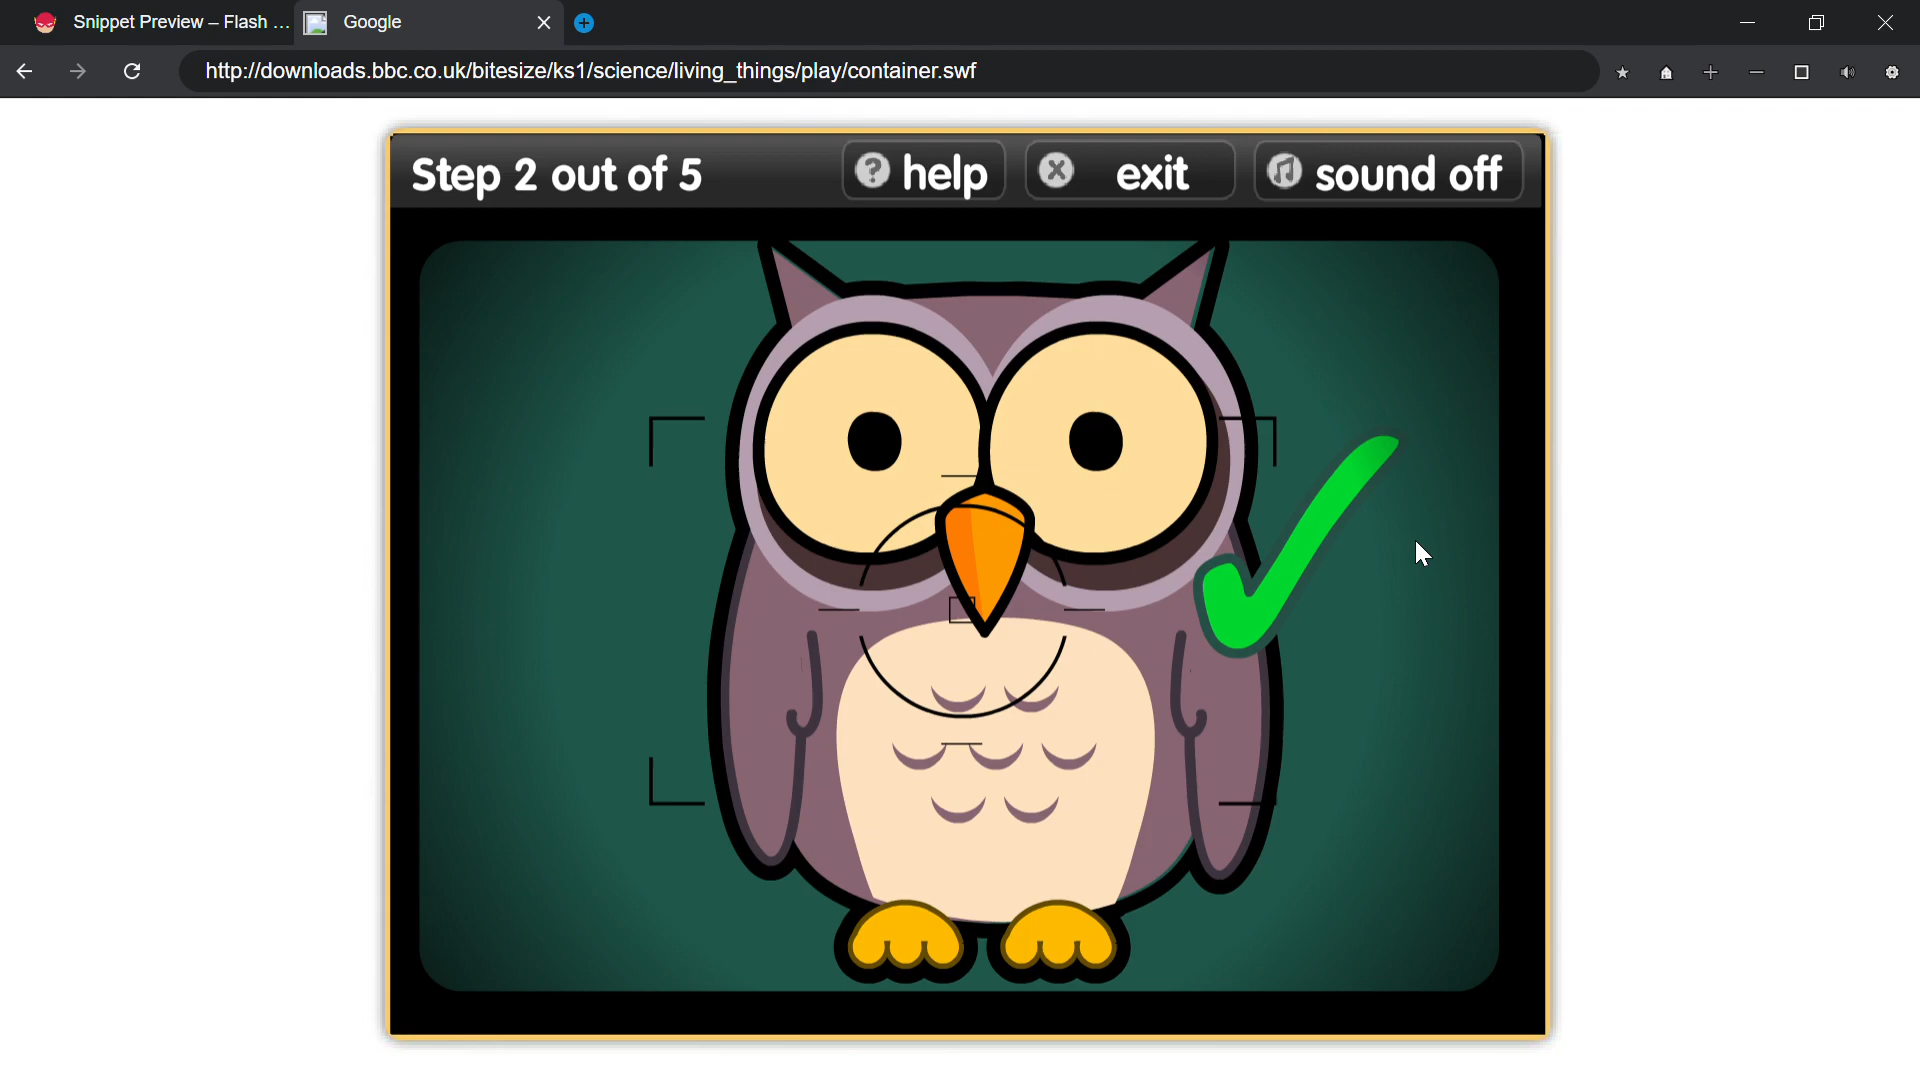 Snippet Preview – Flash ...
Google
http://downloads.bbc.co.uk/bitesize/ks1/science/living_things/play/container.swf
Step 2 out of 5
help
exit
sound off